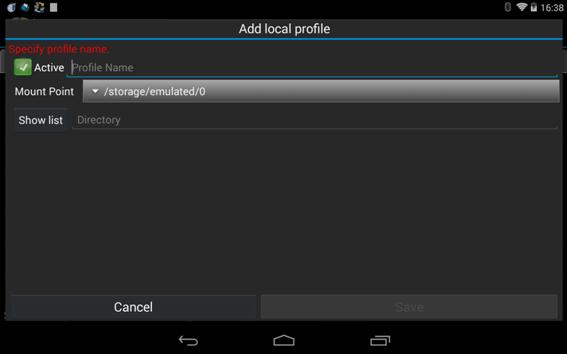 16:38
Add local profile
Specify profile name.
Active Profile Name
Mount Point /storage/emulated/0
Show list Directory
Cancel Save